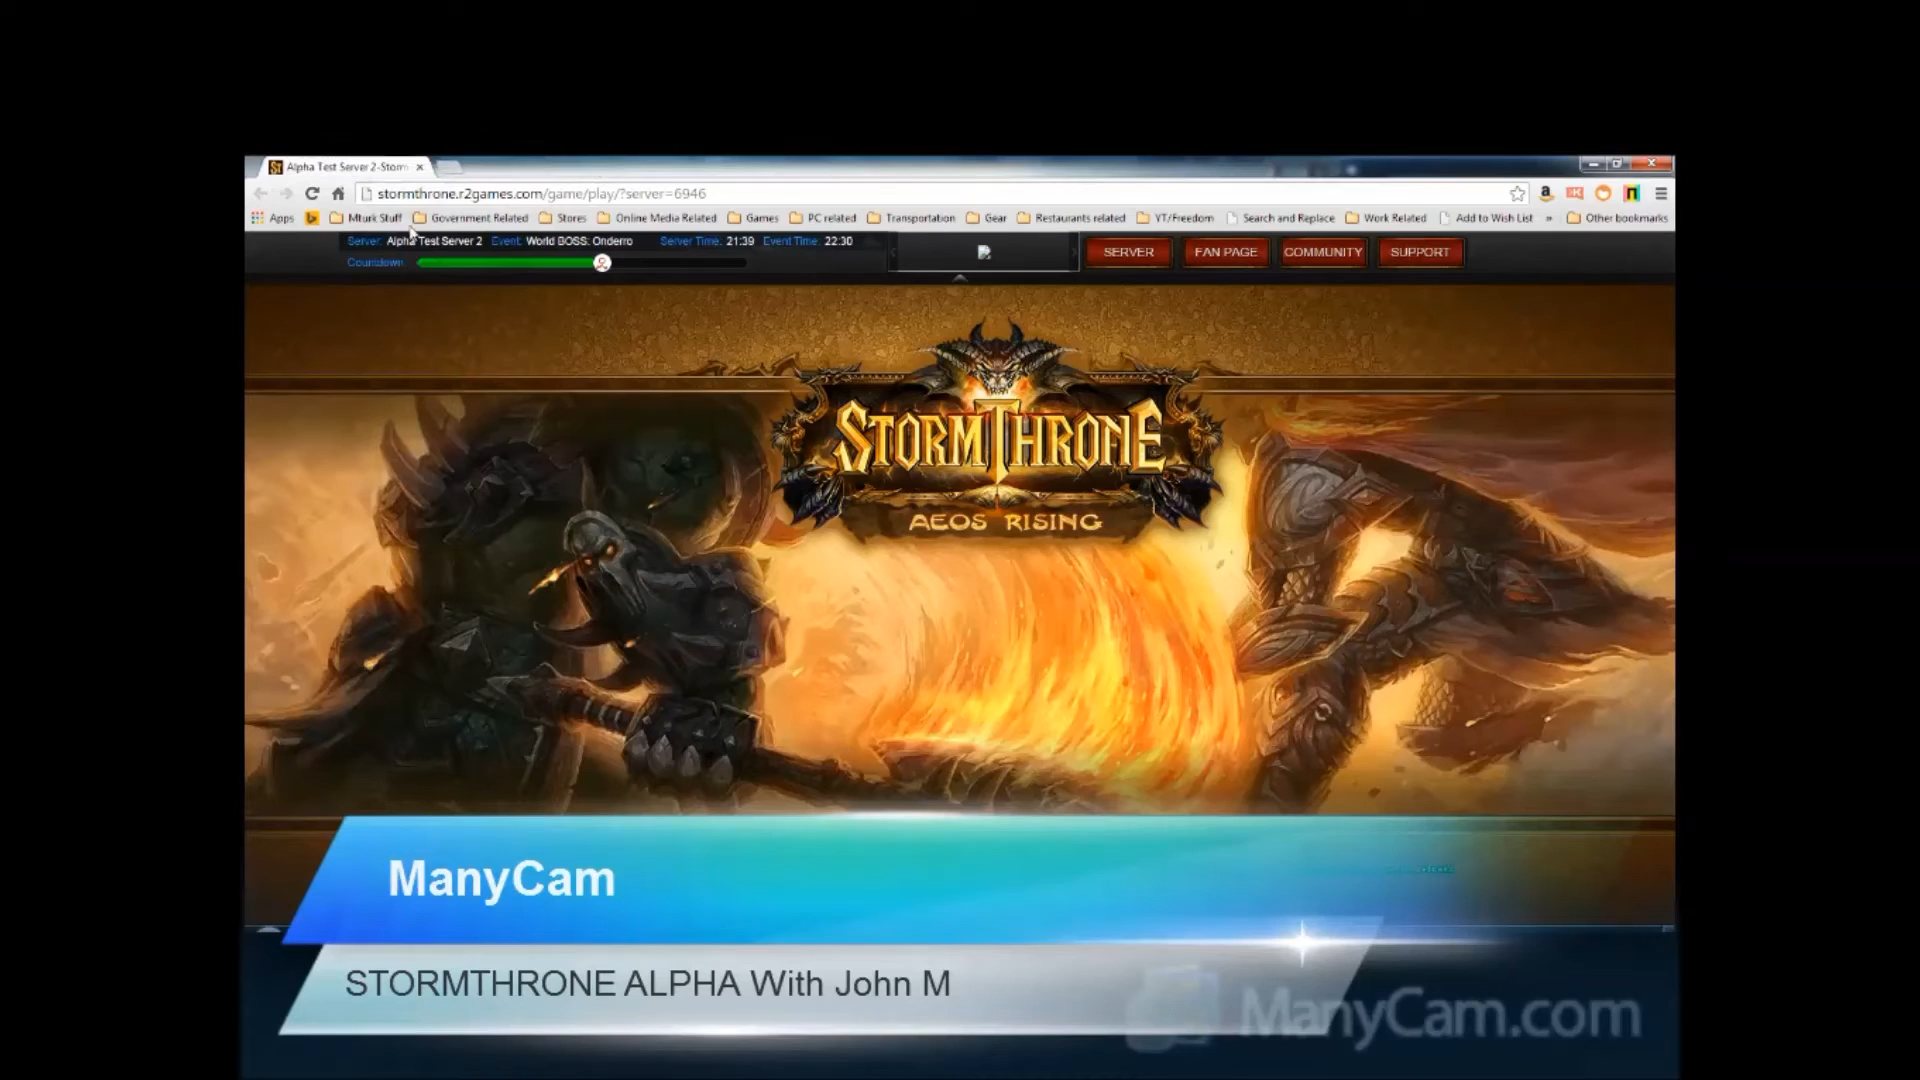 Alpha Test Server 2-Storm
stormthrone.r2games.com/game/play/?server=6946
Apps Mturk Stuff Government Related Stores Online Media Related Games PC related Transportation Gear Restaurants related YT/Freedom Search and Replace Work Related Add to Wish List » Other bookmarks
Server: Alpha Test Server 2 Event: World BOSS: Onderro Server Time: 21:39 Event Time: 22:30
Countdown:
SERVER FAN PAGE COMMUNITY SUPPORT
STORMTHRONE
AEOS RISING
ManyCam
STORMTHRONE ALPHA With John M
ManyCam.com